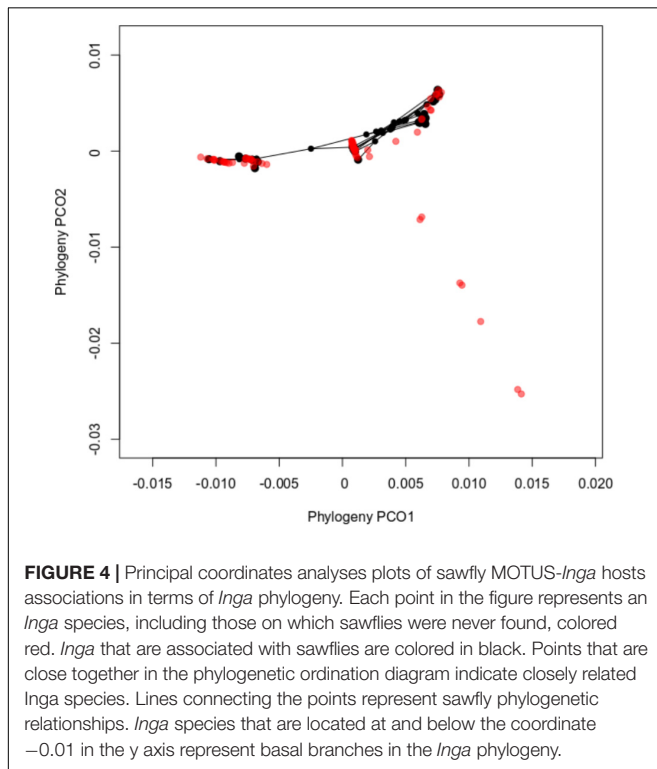 0.01
0
-0.01
-0.02
-0.03
Phylogeny PCO2
-0.015
-0.010
-0.005
0
0.005
0.010
0.015
0.020
Phylogeny PCO1
FIGURE 4 | Principal coordinates analyses plots of sawfly MOTUS-Inga hosts
associations in terms of Inga phylogeny. Each point in the figure represents an
Inga species, including those on which sawflies were never found, colored
red. Inga that are associated with sawflies are colored in black. Points that are
close together in the phylogenetic ordination diagram indicate closely related
Inga species. Lines connecting the points represent sawfly phylogenetic
relationships. Inga species that are located at and below the coordinate
−0.01 in the y axis represent basal branches in the Inga phylogeny.